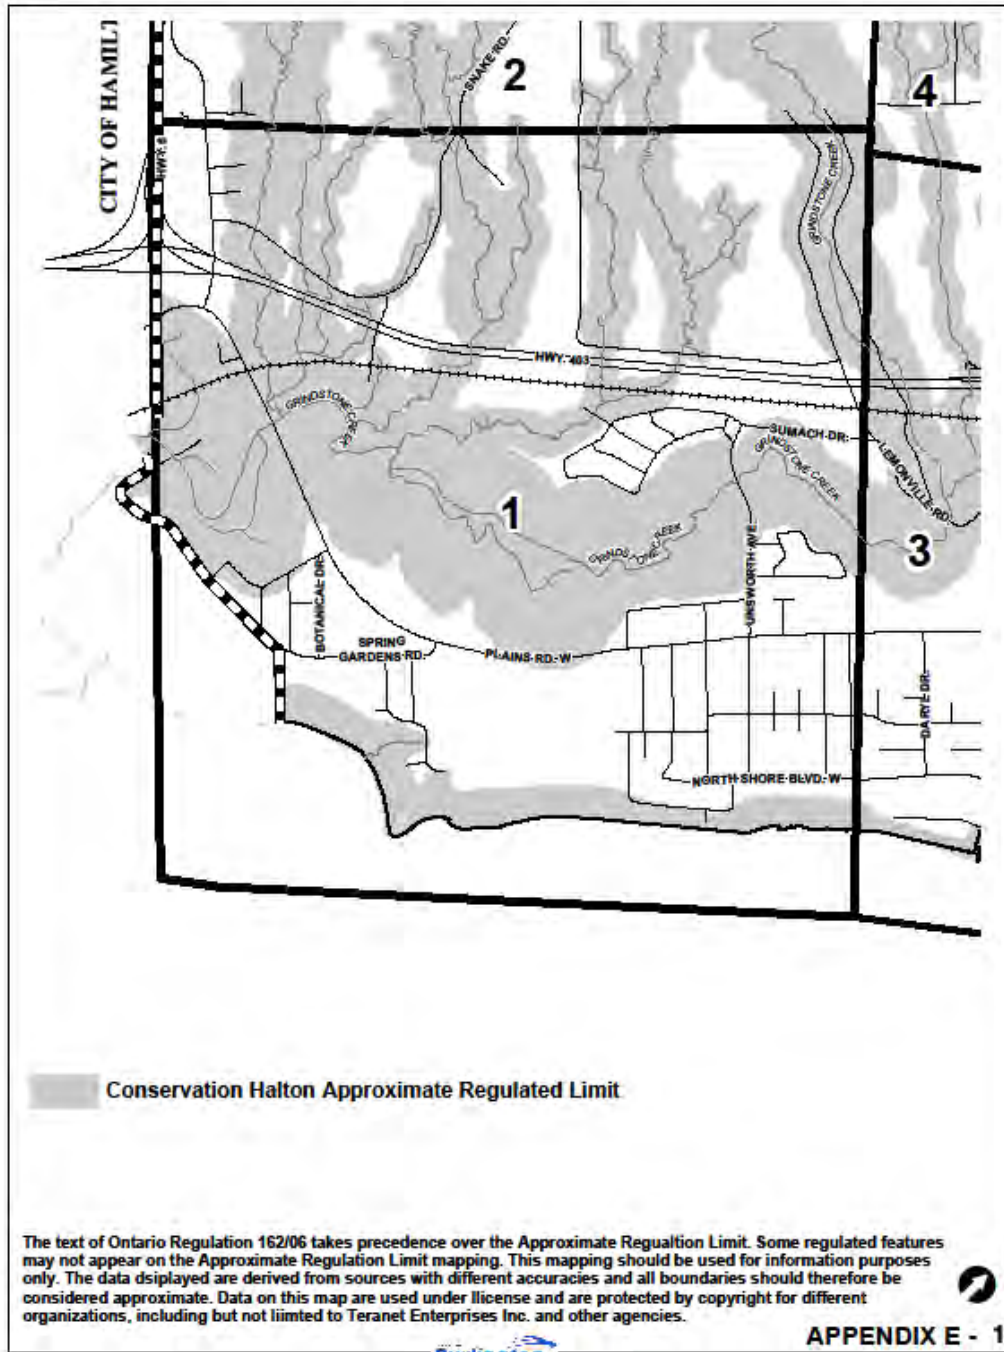 CITY OF HAMILT
HWY. 6
SNAKE RD.
2
4
GRINDSTONE CREEK
HWY. 403
GRINDSTONE CREEK
SUMACH DR.
GRINDSTONE CREEK
LEMONVILLE RD.
1
GRINDSTONE CREEK
UNSWORTH AVE.
3
BOTANICAL DR.
SPRING
GARDENS RD.
PLAINS RD. W
DARYL DR.
NORTH SHORE BLVD. W
Conservation Halton Approximate Regulated Limit
The text of Ontario Regulation 162/06 takes precedence over the Approximate Regualtion Limit. Some regulated features
may not appear on the Approximate Regulation Limit mapping. This mapping should be used for information purposes
only. The data dsiplayed are derived from sources with different accuracies and all boundaries should therefore be
considered approximate. Data on this map are used under llicense and are protected by copyright for different
organizations, including but not liimted to Teranet Enterprises Inc. and other agencies.
APPENDIX E - 1